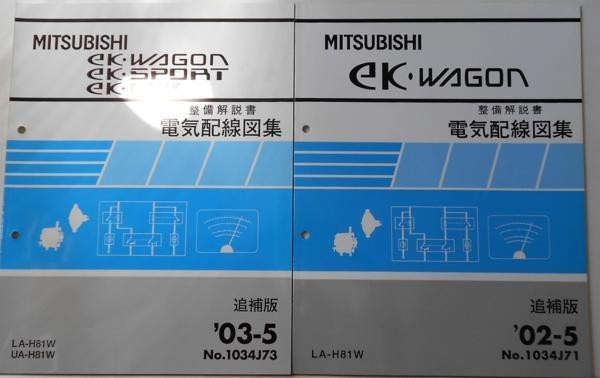 MITSUBISHI
eK·WAGON
eK·SPORT
eK·
整備解説書
電気配線図集
追補版
'03-5
No.1034J73
LA-H81W
UA-H81W
MITSUBISHI
eK·WAGON
整備解説書
電気配線図集
追補版
'02-5
No.1034J71
LA-H81W